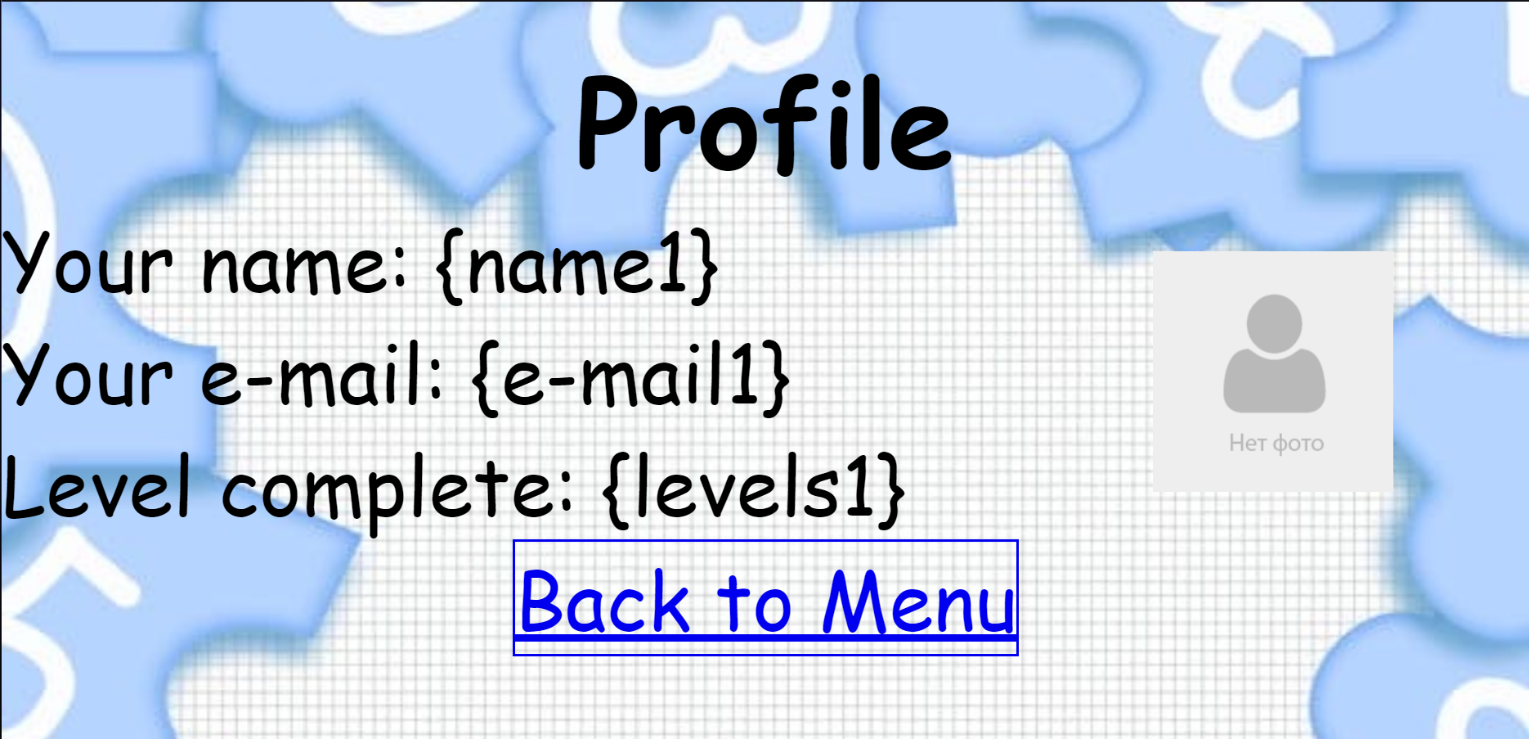 Profile
Your name: {name1}
Your e-mail: {e-mail1}
Нет фото
Level complete: {levels1}
Back to Menu